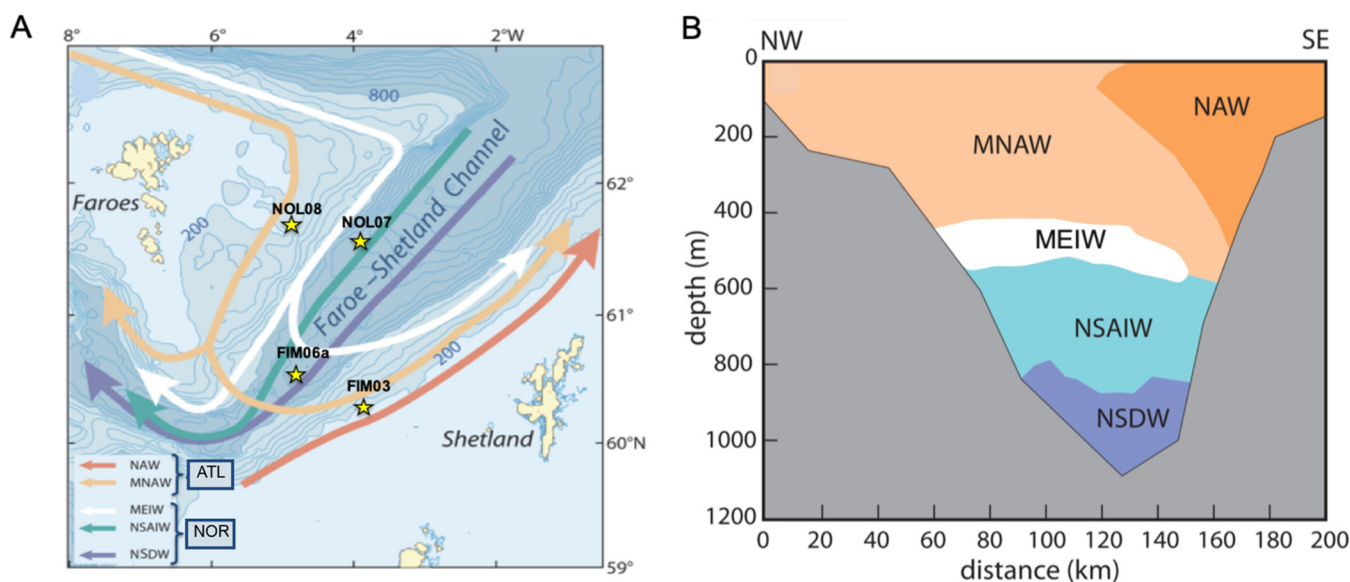 A
8° 6° 4° 2°W
800
Faroes
200
NOL08
NOL07
Faroe–Shetland Channel
62°
61°
FIM06a
FIM03
200
Shetland
60°N
NAW
MNAW
ATL
MEIW
NSAIW
NSDW
NOR
59°
B
NW SE
0
200
400
600
800
1000
1200
depth (m)
NAW
MNAW
MEIW
NSAIW
NSDW
0 20 40 60 80 100 120 140 160 180 200
distance (km)